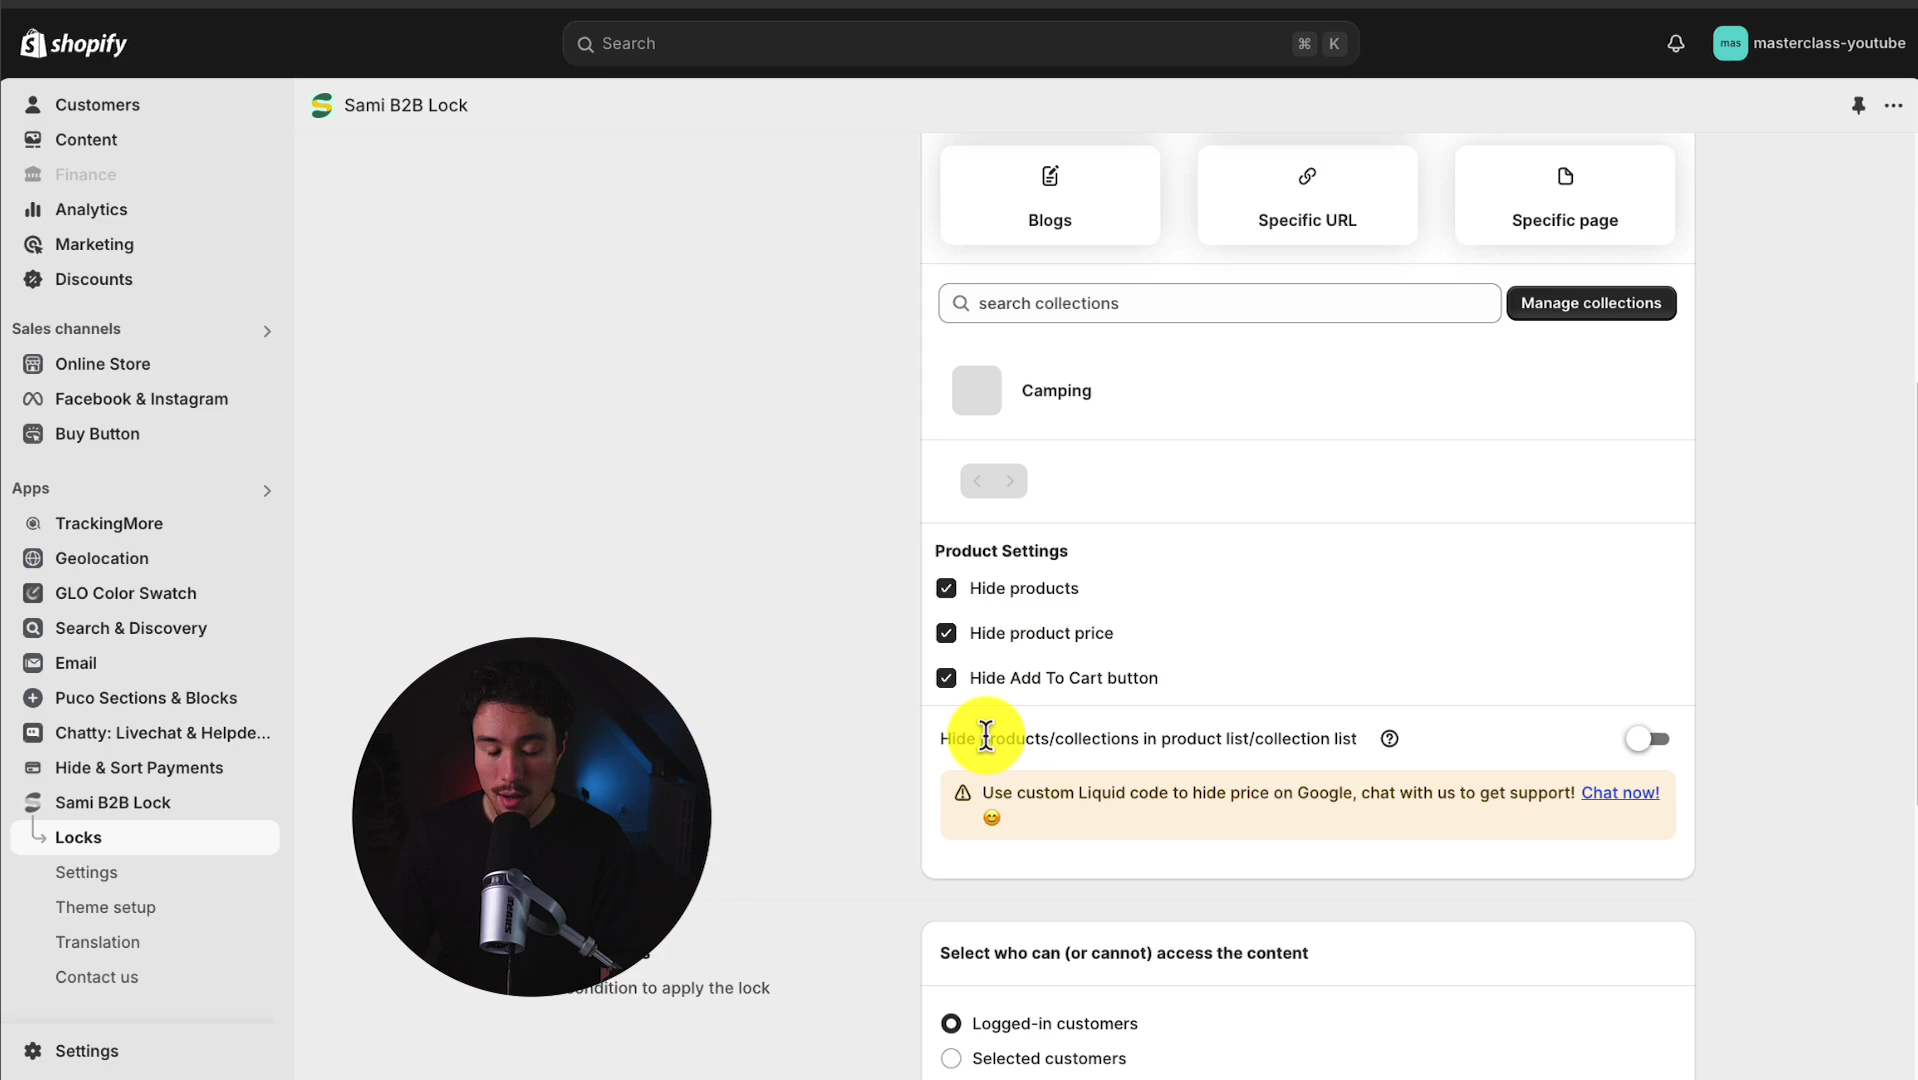 shopify
Search
⌘ K
mas
masterclass-youtube
Customers
Content
Finance
Analytics
Marketing
Discounts
Sales channels
Online Store
Facebook & Instagram
Buy Button
Apps
TrackingMore
Geolocation
GLO Color Swatch
Search & Discovery
Email
Puco Sections & Blocks
Chatty: Livechat & Helpde...
Hide & Sort Payments
Sami B2B Lock
Locks
Settings
Theme setup
Translation
Contact us
Settings
Sami B2B Lock
Blogs
Specific URL
Specific page
search collections
Manage collections
Camping
Product Settings
Hide products
Hide product price
Hide Add To Cart button
Hide products/collections in product list/collection list
Use custom Liquid code to hide price on Google, chat with us to get support! Chat now!
😊
to apply the lock
Select who can (or cannot) access the content
Logged-in customers
Selected customers